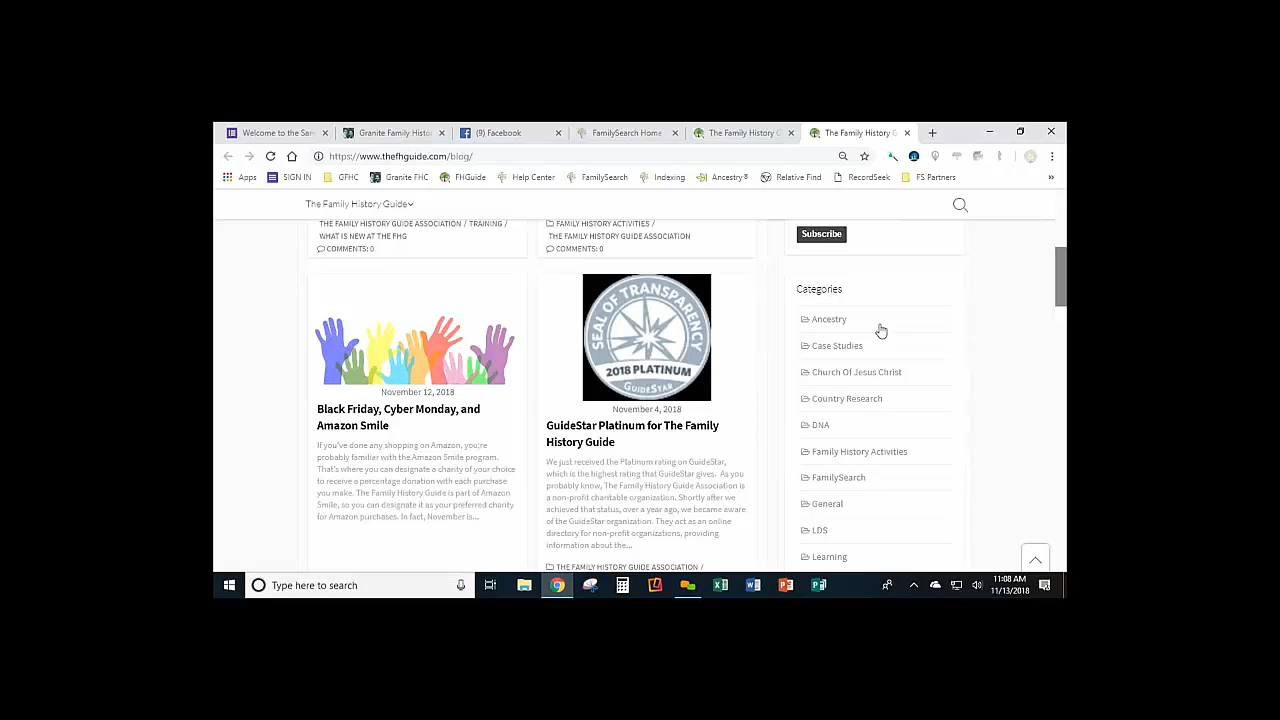 Welcome to the Sar
Granite Family Histo
(9) Facebook
FamilySearch Home
The Family History G
The Family History G
https://www.thefhguide.com/blog/
Apps
SIGN IN
GFHC
Granite FHC
FHGuide
Help Center
FamilySearch
Indexing
Ancestry®
Relative Find
RecordSeek
FS Partners
»
The Family History Guide
THE FAMILY HISTORY GUIDE ASSOCIATION / TRAINING /
WHAT IS NEW AT THE FHG
COMMENTS: 0
FAMILY HISTORY ACTIVITIES /
THE FAMILY HISTORY GUIDE ASSOCIATION
COMMENTS: 0
Subscribe
November 12, 2018
Black Friday, Cyber Monday, and
Amazon Smile
If you've done any shopping on Amazon, you're
probably familiar with the Amazon Smile program.
That's where you can designate a charity of your choice
to receive a percentage donation with each purchase
you make. The Family History Guide is part of Amazon
Smile, so you can designate it as your preferred charity
for Amazon purchases. In fact, November is...
SEAL OF TRANSPARENCY
2018 PLATINUM
GUIDESTAR
November 4, 2018
GuideStar Platinum for The Family
History Guide
We just received the Platinum rating on GuideStar,
which is the highest rating that GuideStar gives. As you
probably know, The Family History Guide Association is
a non-profit charitable organization. Shortly after we
achieved that status, over a year ago, we became aware
of the GuideStar organization. They act as an online
directory for non-profit organizations, providing
information about the...
THE FAMILY HISTORY GUIDE ASSOCIATION /
Categories
Ancestry
Case Studies
Church Of Jesus Christ
Country Research
DNA
Family History Activities
FamilySearch
General
LDS
Learning
Type here to search
11:08 AM
11/13/2018